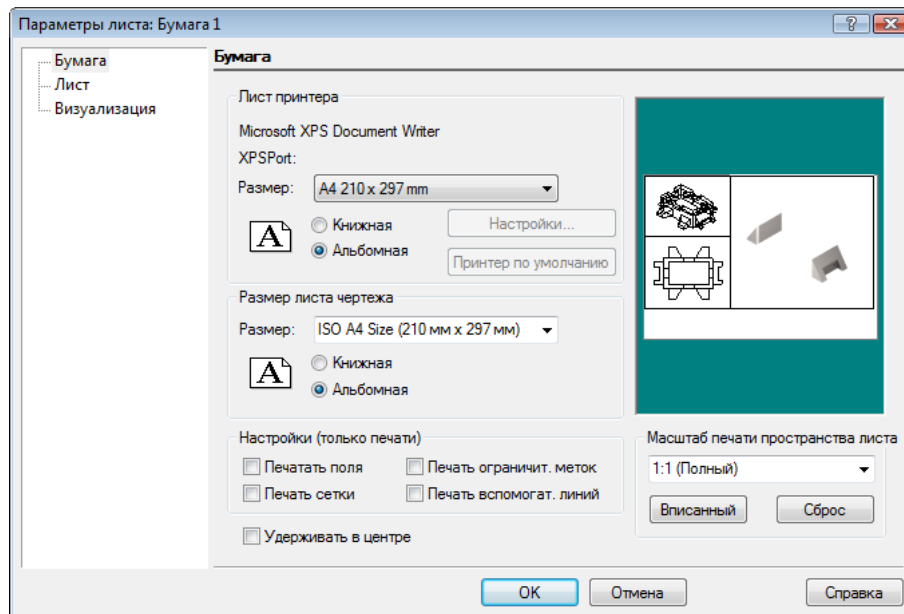 Параметры листа: Бумага 1
Бумага
Лист
Визуализация
Бумага
Лист принтера
Microsoft XPS Document Writer
XPSPort:
Размер: A4 210 x 297 mm
A
Книжная
Альбомная
Настройки...
Принтер по умолчанию
Размер листа чертежа
Размер: ISO A4 Size (210 мм x 297 мм)
A
Книжная
Альбомная
Настройки (только печати)
Печатать поля
Печать ограничит. меток
Печать сетки
Печать вспомогат. линий
Удерживать в центре
Масштаб печати пространства листа
1:1 (Полный)
Вписанный
Сброс
OK
Отмена
Справка